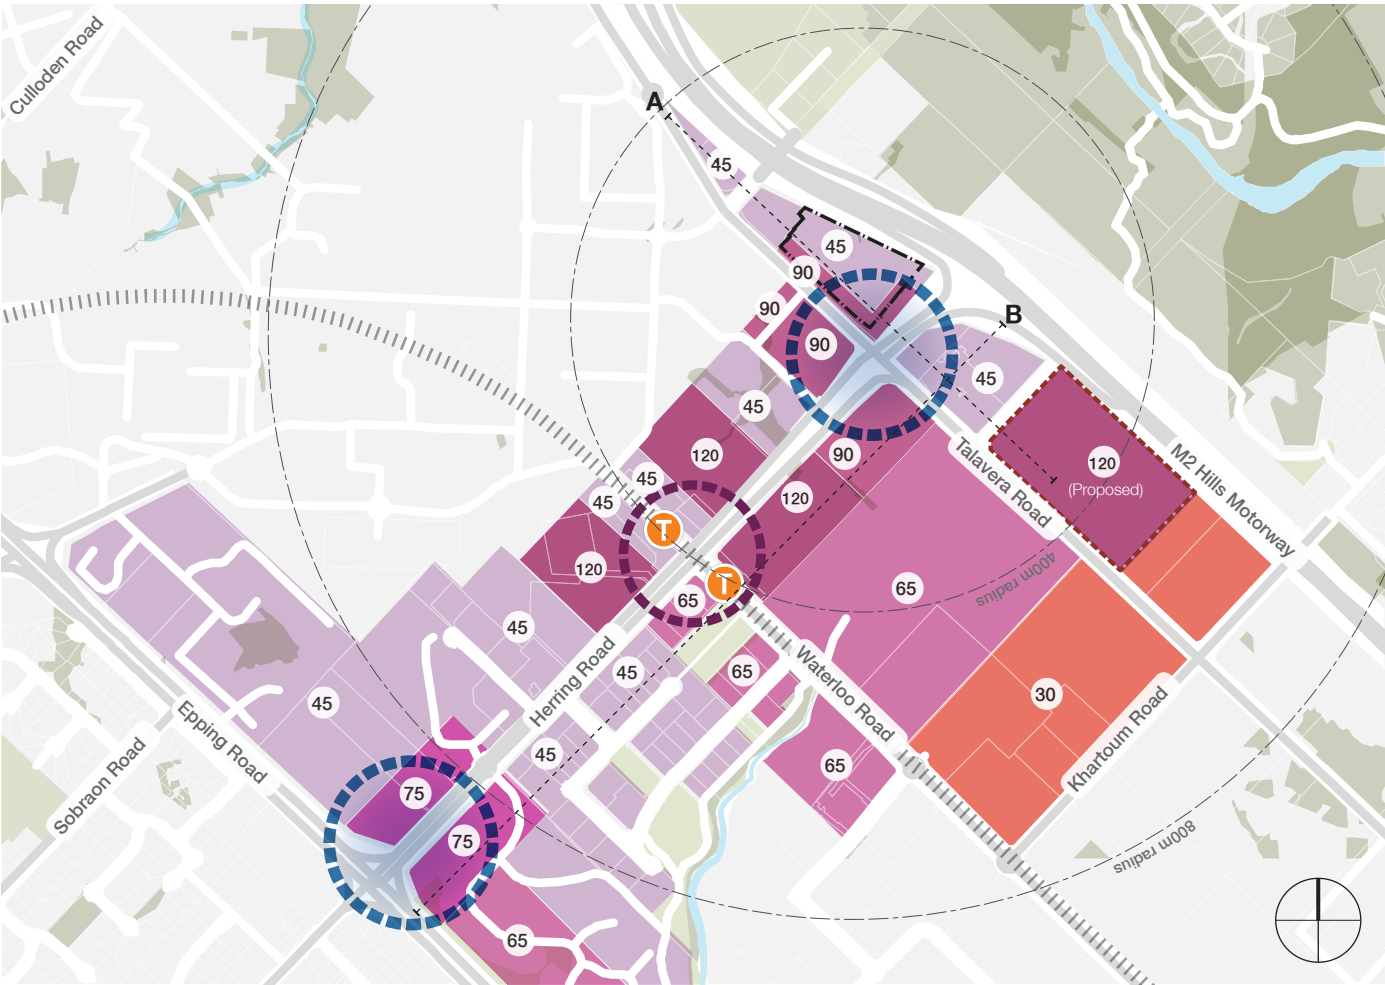 Culloden Road
A
45
45
90
90
B
90
45
45
Talavera Road
M2 Hills Motorway
120
90
120
(Proposed)
45
45
120
T
120
T
65
400m radius
65
45
45
65
Waterloo Road
30
Herring Road
Khartoum Road
45
Epping Road
45
65
Sobraon Road
75
75
800m radius
65